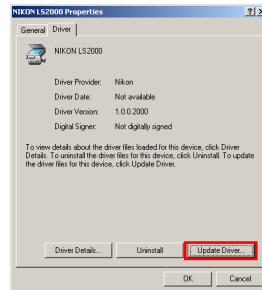 NIKON LS2000 Properties
General Driver
NIKON LS2000
Driver Provider: Nikon
Driver Date: Not available
Driver Version: 1.0.0.2000
Digital Signer: Not digitally signed
To view details about the driver files loaded for this device, click Driver
Details. To uninstall the driver files for this device, click Uninstall. To update
the driver files for this device, click Update Driver.
Driver Details... Uninstall Update Driver...
OK Cancel